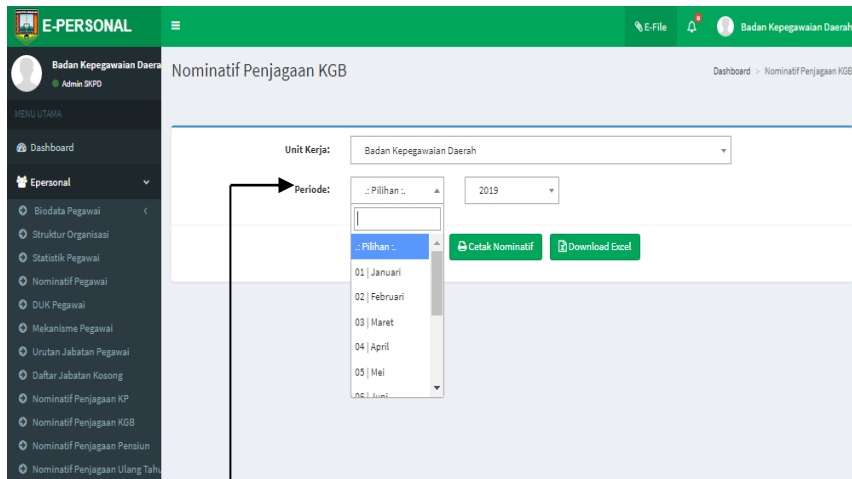 E-PERSONAL
E-File
Badan Kepegawaian Daerah
Badan Kepegawaian Daera
Admin SKPD
MENU UTAMA
Dashboard
Epersonal
Biodata Pegawai
Struktur Organisasi
Statistik Pegawai
Nominatif Pegawai
DUK Pegawai
Mekanisme Pegawai
Urutan Jabatan Pegawai
Daftar Jabatan Kosong
Nominatif Penjagaan KP
Nominatif Penjagaan KGB
Nominatif Penjagaan Pensiun
Nominatif Penjagaan Ulang Tahu
Nominatif Penjagaan KGB
Dashboard > Nominatif Penjagaan KGB
Unit Kerja: Badan Kepegawaian Daerah
Periode: .: Pilihan :. 2019
.: Pilihan :.
01 | Januari
02 | Februari
03 | Maret
04 | April
05 | Mei
06 | Juni
Cetak Nominatif Download Excel